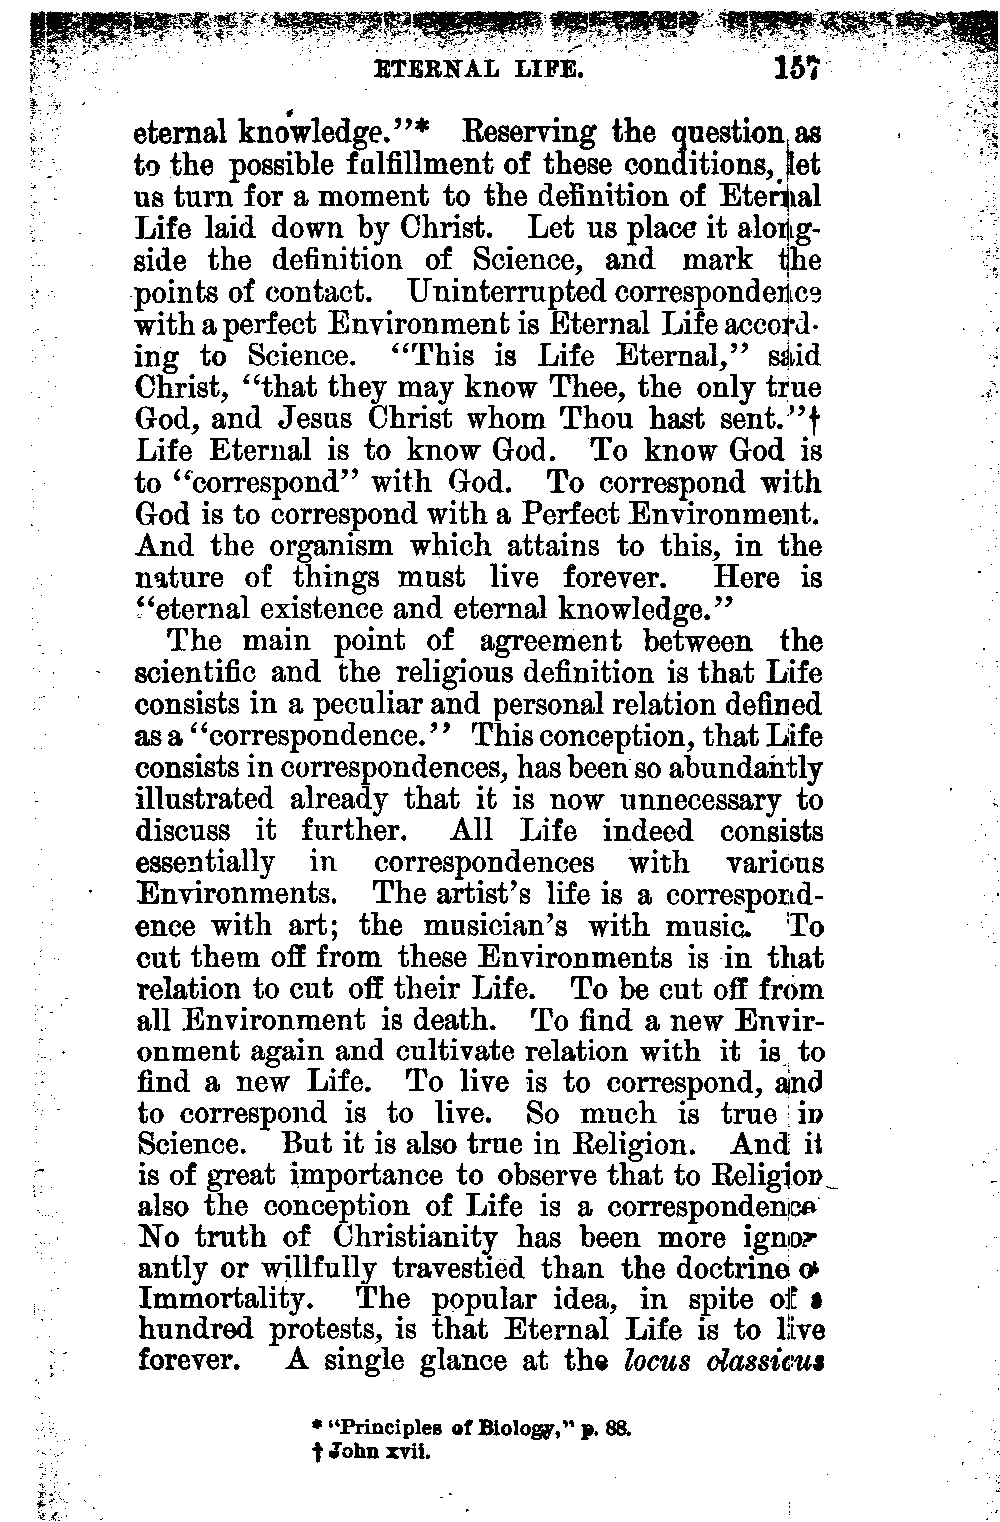 ETERNAL LIFE. 157
eternal knowledge."* Reserving the question as
to the possible fulfillment of these conditions, let
us turn for a moment to the definition of Eternal
Life laid down by Christ. Let us place it along-
side the definition of Science, and mark the
points of contact. Uninterrupted correspondence
with a perfect Environment is Eternal Life accord-
ing to Science. "This is Life Eternal," said
Christ, "that they may know Thee, the only true
God, and Jesus Christ whom Thou hast sent."†
Life Eternal is to know God. To know God is
to "correspond" with God. To correspond with
God is to correspond with a Perfect Environment.
And the organism which attains to this, in the
nature of things must live forever. Here is
"eternal existence and eternal knowledge."
The main point of agreement between the
scientific and the religious definition is that Life
consists in a peculiar and personal relation defined
as a "correspondence." This conception, that Life
consists in correspondences, has been so abundantly
illustrated already that it is now unnecessary to
discuss it further. All Life indeed consists
essentially in correspondences with various
Environments. The artist's life is a correspond-
ence with art; the musician's with music. To
cut them off from these Environments is in that
relation to cut off their Life. To be cut off from
all Environment is death. To find a new Envir-
onment again and cultivate relation with it is to
find a new Life. To live is to correspond, and
to correspond is to live. So much is true in
Science. But it is also true in Religion. And it
is of great importance to observe that to Religion
also the conception of Life is a correspondence
No truth of Christianity has been more ignor
antly or willfully travestied than the doctrine of
Immortality. The popular idea, in spite of a
hundred protests, is that Eternal Life is to live
forever. A single glance at the locus classicus
* "Principles of Biology," p. 88.
† John xvii.